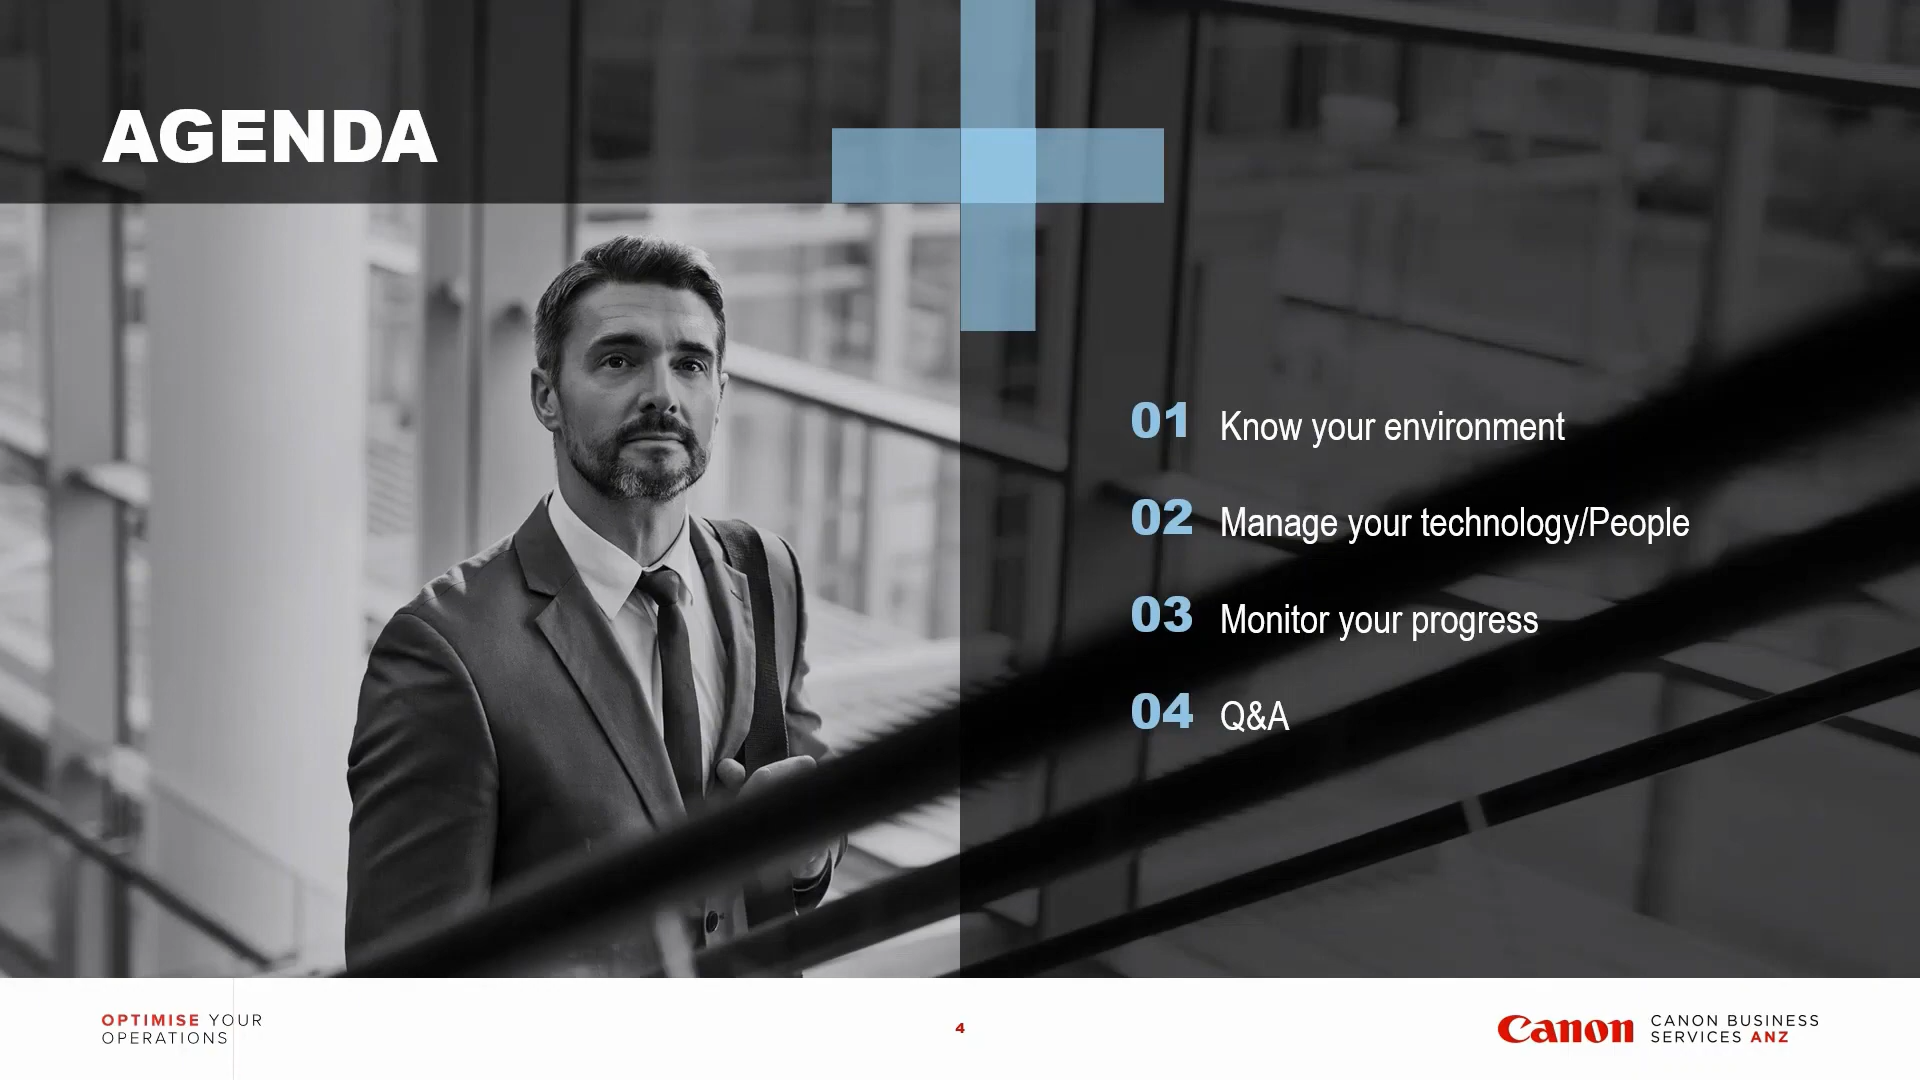 AGENDA
01 Know your environment
02 Manage your technology/People
03 Monitor your progress
04 Q&A
OPTIMISE YOUR
OPERATIONS
4
Canon
CANON BUSINESS
SERVICES ANZ